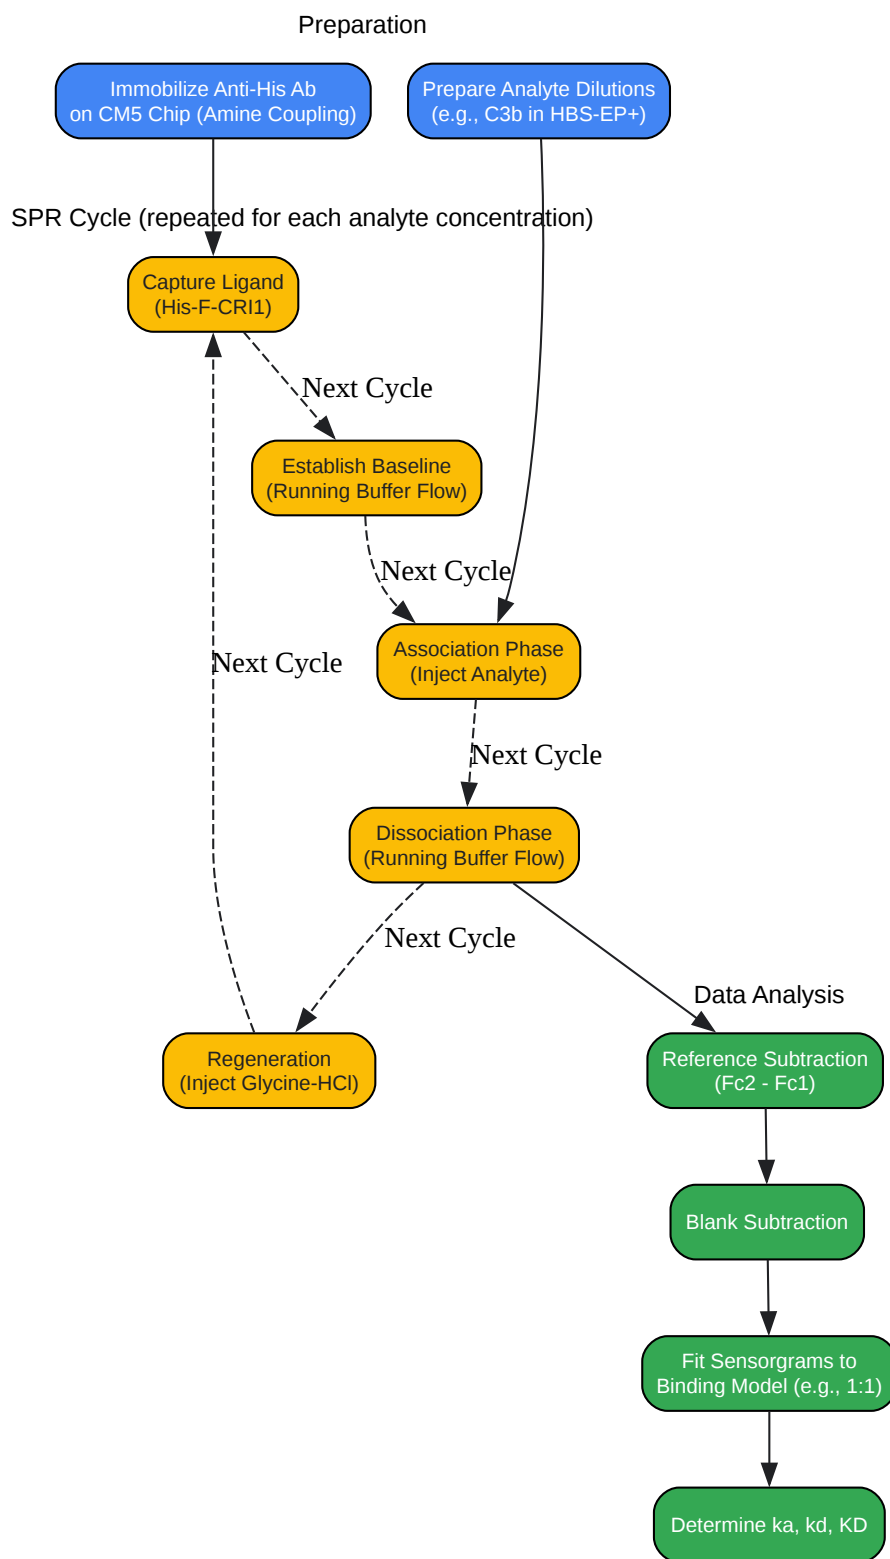 Preparation
Immobilize Anti-His Ab
on CM5 Chip (Amine Coupling)
Prepare Analyte Dilutions
(e.g., C3b in HBS-EP+)
SPR Cycle (repeated for each analyte concentration)
Capture Ligand
(His-F-CRI1)
Next Cycle
Establish Baseline
(Running Buffer Flow)
Next Cycle
Association Phase
(Inject Analyte)
Next Cycle
Next Cycle
Dissociation Phase
(Running Buffer Flow)
Next Cycle
Regeneration
(Inject Glycine-HCl)
Data Analysis
Reference Subtraction
(Fc2 - Fc1)
Blank Subtraction
Fit Sensorgrams to
Binding Model (e.g., 1:1)
Determine ka, kd, KD